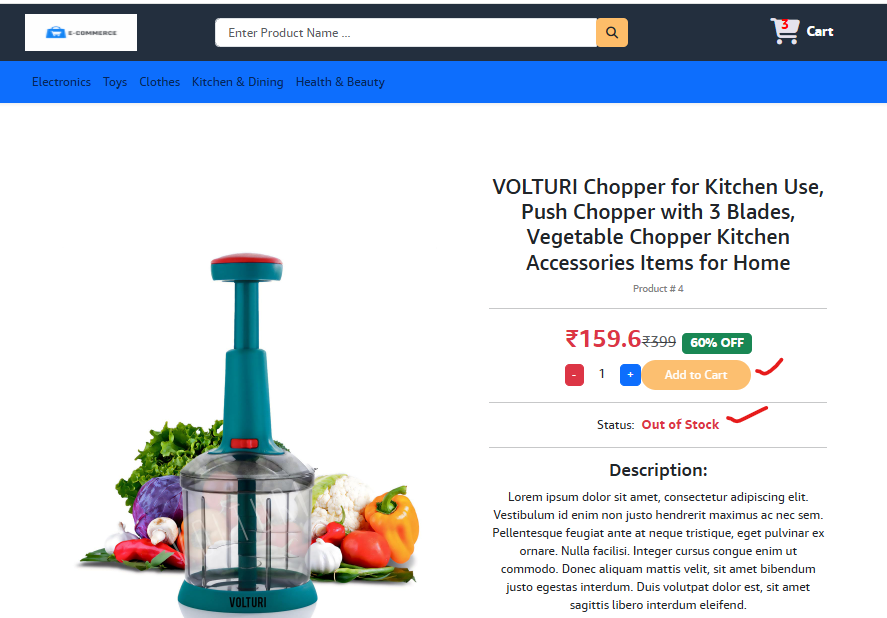 E-COMMERCE
Enter Product Name ...
3
Cart
Electronics Toys Clothes Kitchen & Dining Health & Beauty
VOLTURI Chopper for Kitchen Use,
Push Chopper with 3 Blades,
Vegetable Chopper Kitchen
Accessories Items for Home
Product # 4
₹159.6 ₹399 60% OFF
- 1 + Add to Cart
Status: Out of Stock
Description:
Lorem ipsum dolor sit amet, consectetur adipiscing elit.
Vestibulum id enim non justo hendrerit maximus ac nec sem.
Pellentesque feugiat ante at neque tristique, eget pulvinar ex
ornare. Nulla facilisi. Integer cursus congue enim ut
commodo. Donec aliquam mattis velit, sit amet bibendum
justo egestas interdum. Duis volutpat dolor est, sit amet
sagittis libero interdum eleifend.
VOLTURI